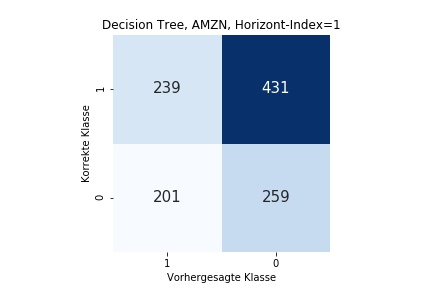 Decision Tree, AMZN, Horizont-Index=1
Korrekte Klasse
1
239
431
0
201
259
1
0
Vorhergesagte Klasse